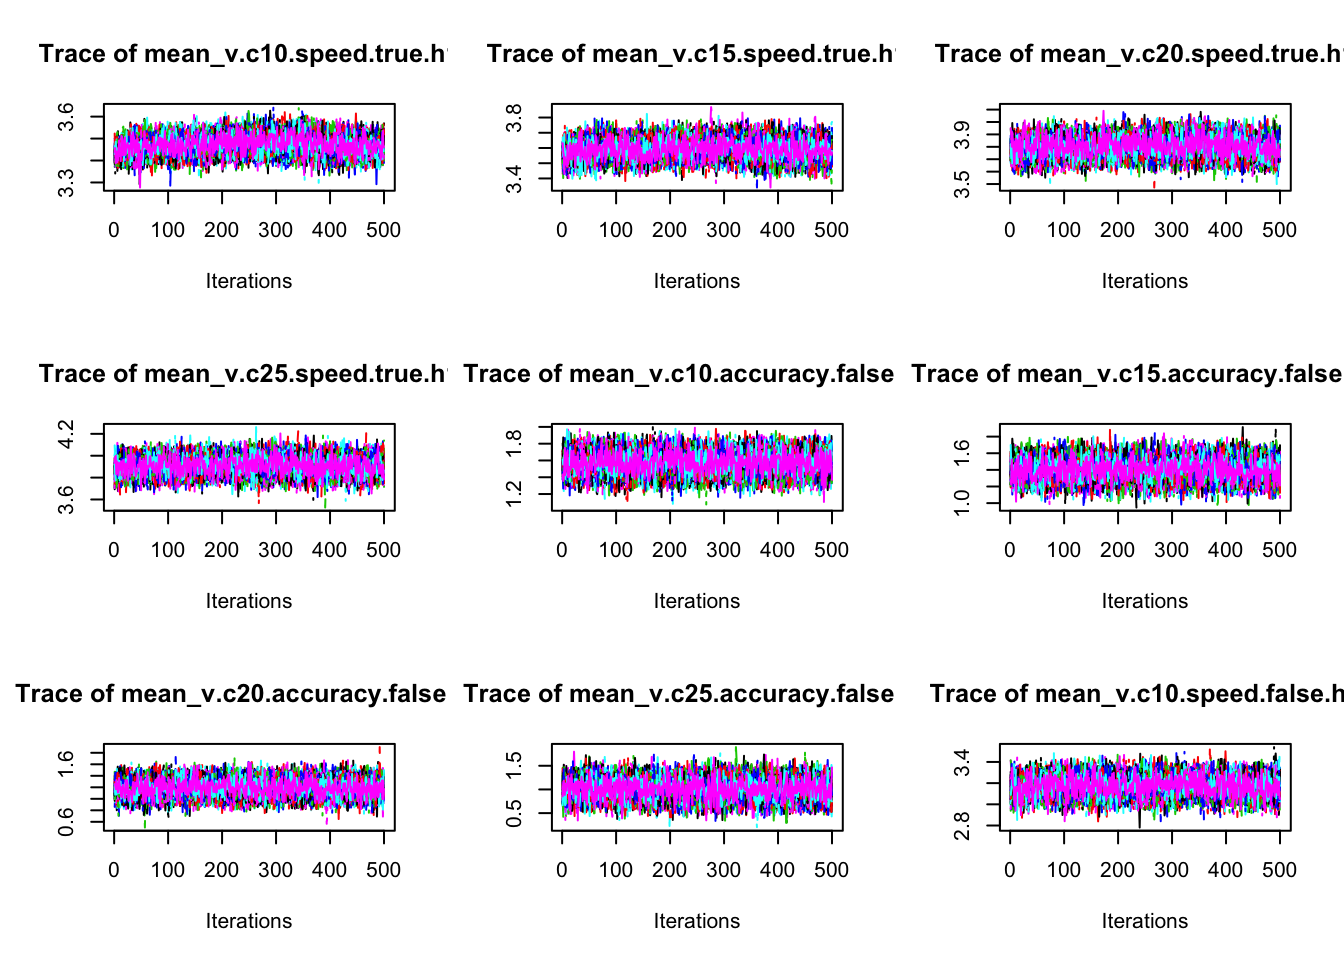 Trace of mean_v.c10.speed.true.h
Trace of mean_v.c15.speed.true.h
Trace of mean_v.c20.speed.true.h
3.6
3.3
3.8
3.4
3.9
3.5
0 100 200 300 400 500
0 100 200 300 400 500
0 100 200 300 400 500
Iterations
Iterations
Iterations
Trace of mean_v.c25.speed.true.h
Trace of mean_v.c10.accuracy.false
Trace of mean_v.c15.accuracy.false
4.2
3.6
1.8
1.2
1.6
1.0
0 100 200 300 400 500
0 100 200 300 400 500
0 100 200 300 400 500
Iterations
Iterations
Iterations
Trace of mean_v.c20.accuracy.false
Trace of mean_v.c25.accuracy.false
Trace of mean_v.c10.speed.false.h
1.6
0.6
1.5
0.5
3.4
2.8
0 100 200 300 400 500
0 100 200 300 400 500
0 100 200 300 400 500
Iterations
Iterations
Iterations